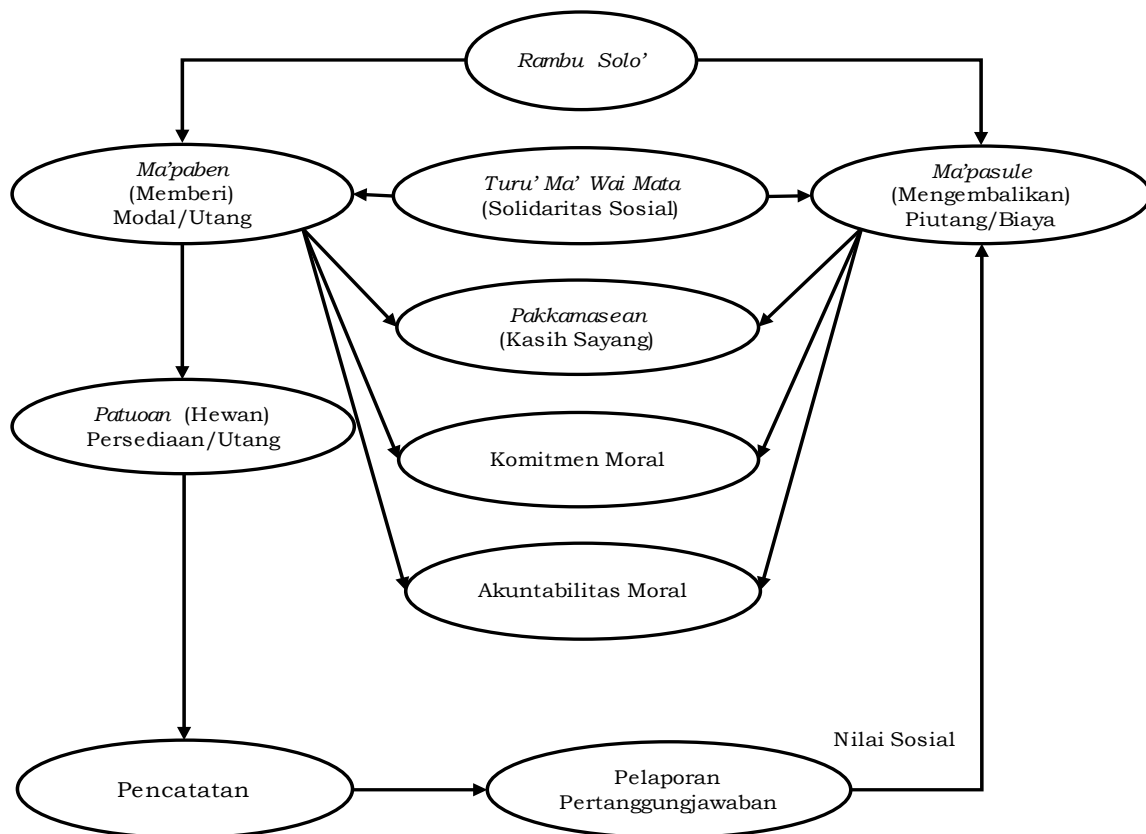 Rambu Solo’
Ma’paben
(Memberi)
Modal/Utang
Turu’ Ma’ Wai Mata
(Solidaritas Sosial)
Ma’pasule
(Mengembalikan)
Piutang/Biaya
Pakkamasean
(Kasih Sayang)
Patuoan (Hewan)
Persediaan/Utang
Komitmen Moral
Akuntabilitas Moral
Nilai Sosial
Pencatatan
Pelaporan
Pertanggungjawaban